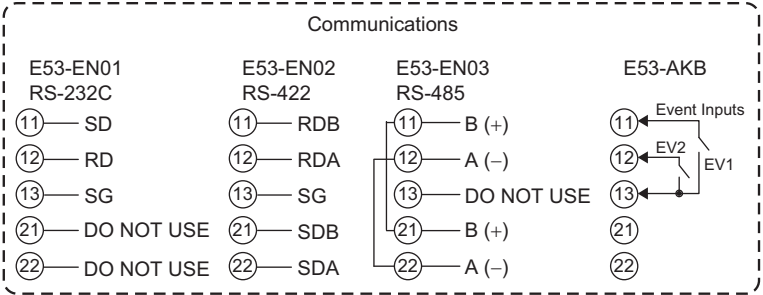 Communications
E53-EN01 E53-EN02 E53-EN03 E53-AKB
RS-232C RS-422 RS-485
11 SD 11 RDB 11 B (+) 11 Event Inputs
12 RD 12 RDA 12 A (−) 12 EV2 EV1
13 SG 13 SG 13 DO NOT USE 13
21 DO NOT USE 21 SDB 21 B (+) 21
22 DO NOT USE 22 SDA 22 A (−) 22